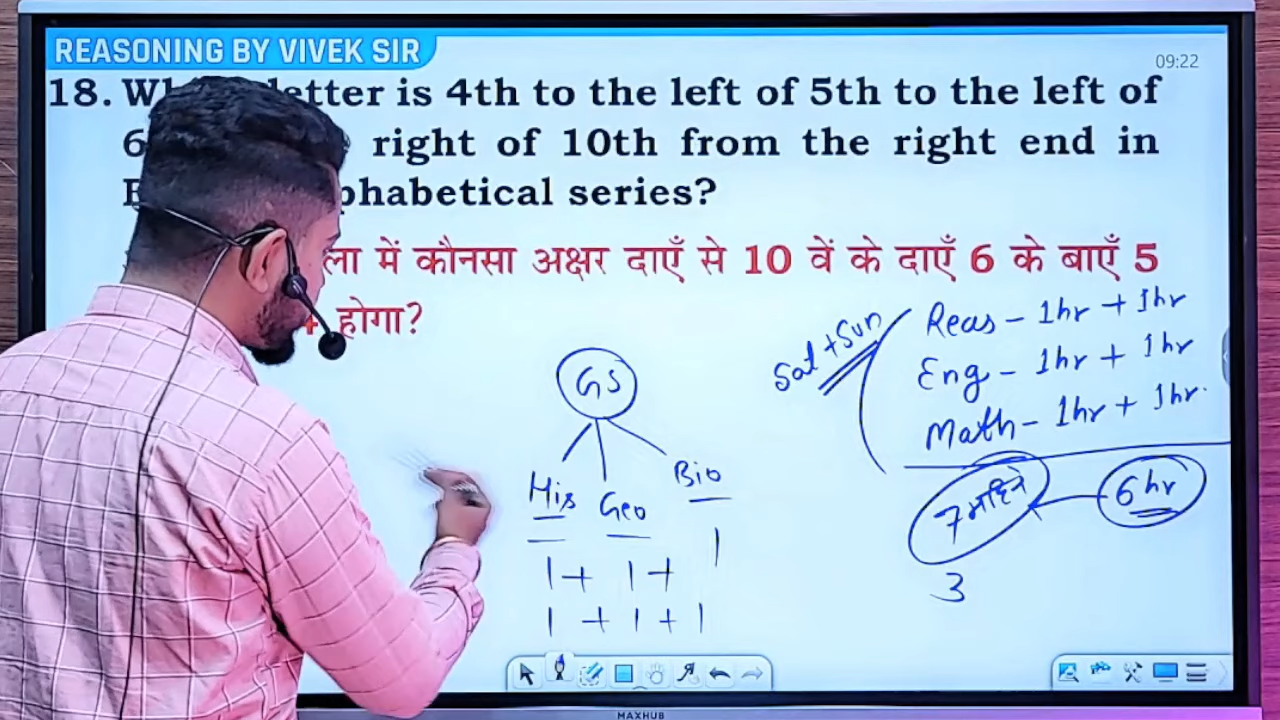 REASONING BY VIVEK SIR
09:22
18. letter is 4th to the left of 5th to the left of
6 right of 10th from the right end in
phabetical series?
ला में कौनसा अक्षर दाएँ से 10 वें के दाएँ 6 के बाएँ 5
होगा?
Sat + Sun
Reas - 1hr + 1hr
Eng - 1hr + 1hr
Math - 1hr + 1hr.
GS
His Geo Bio
1
1 + 1 +
1 + 1 + 1
7 महिने 6 hr
3
MAXHUB